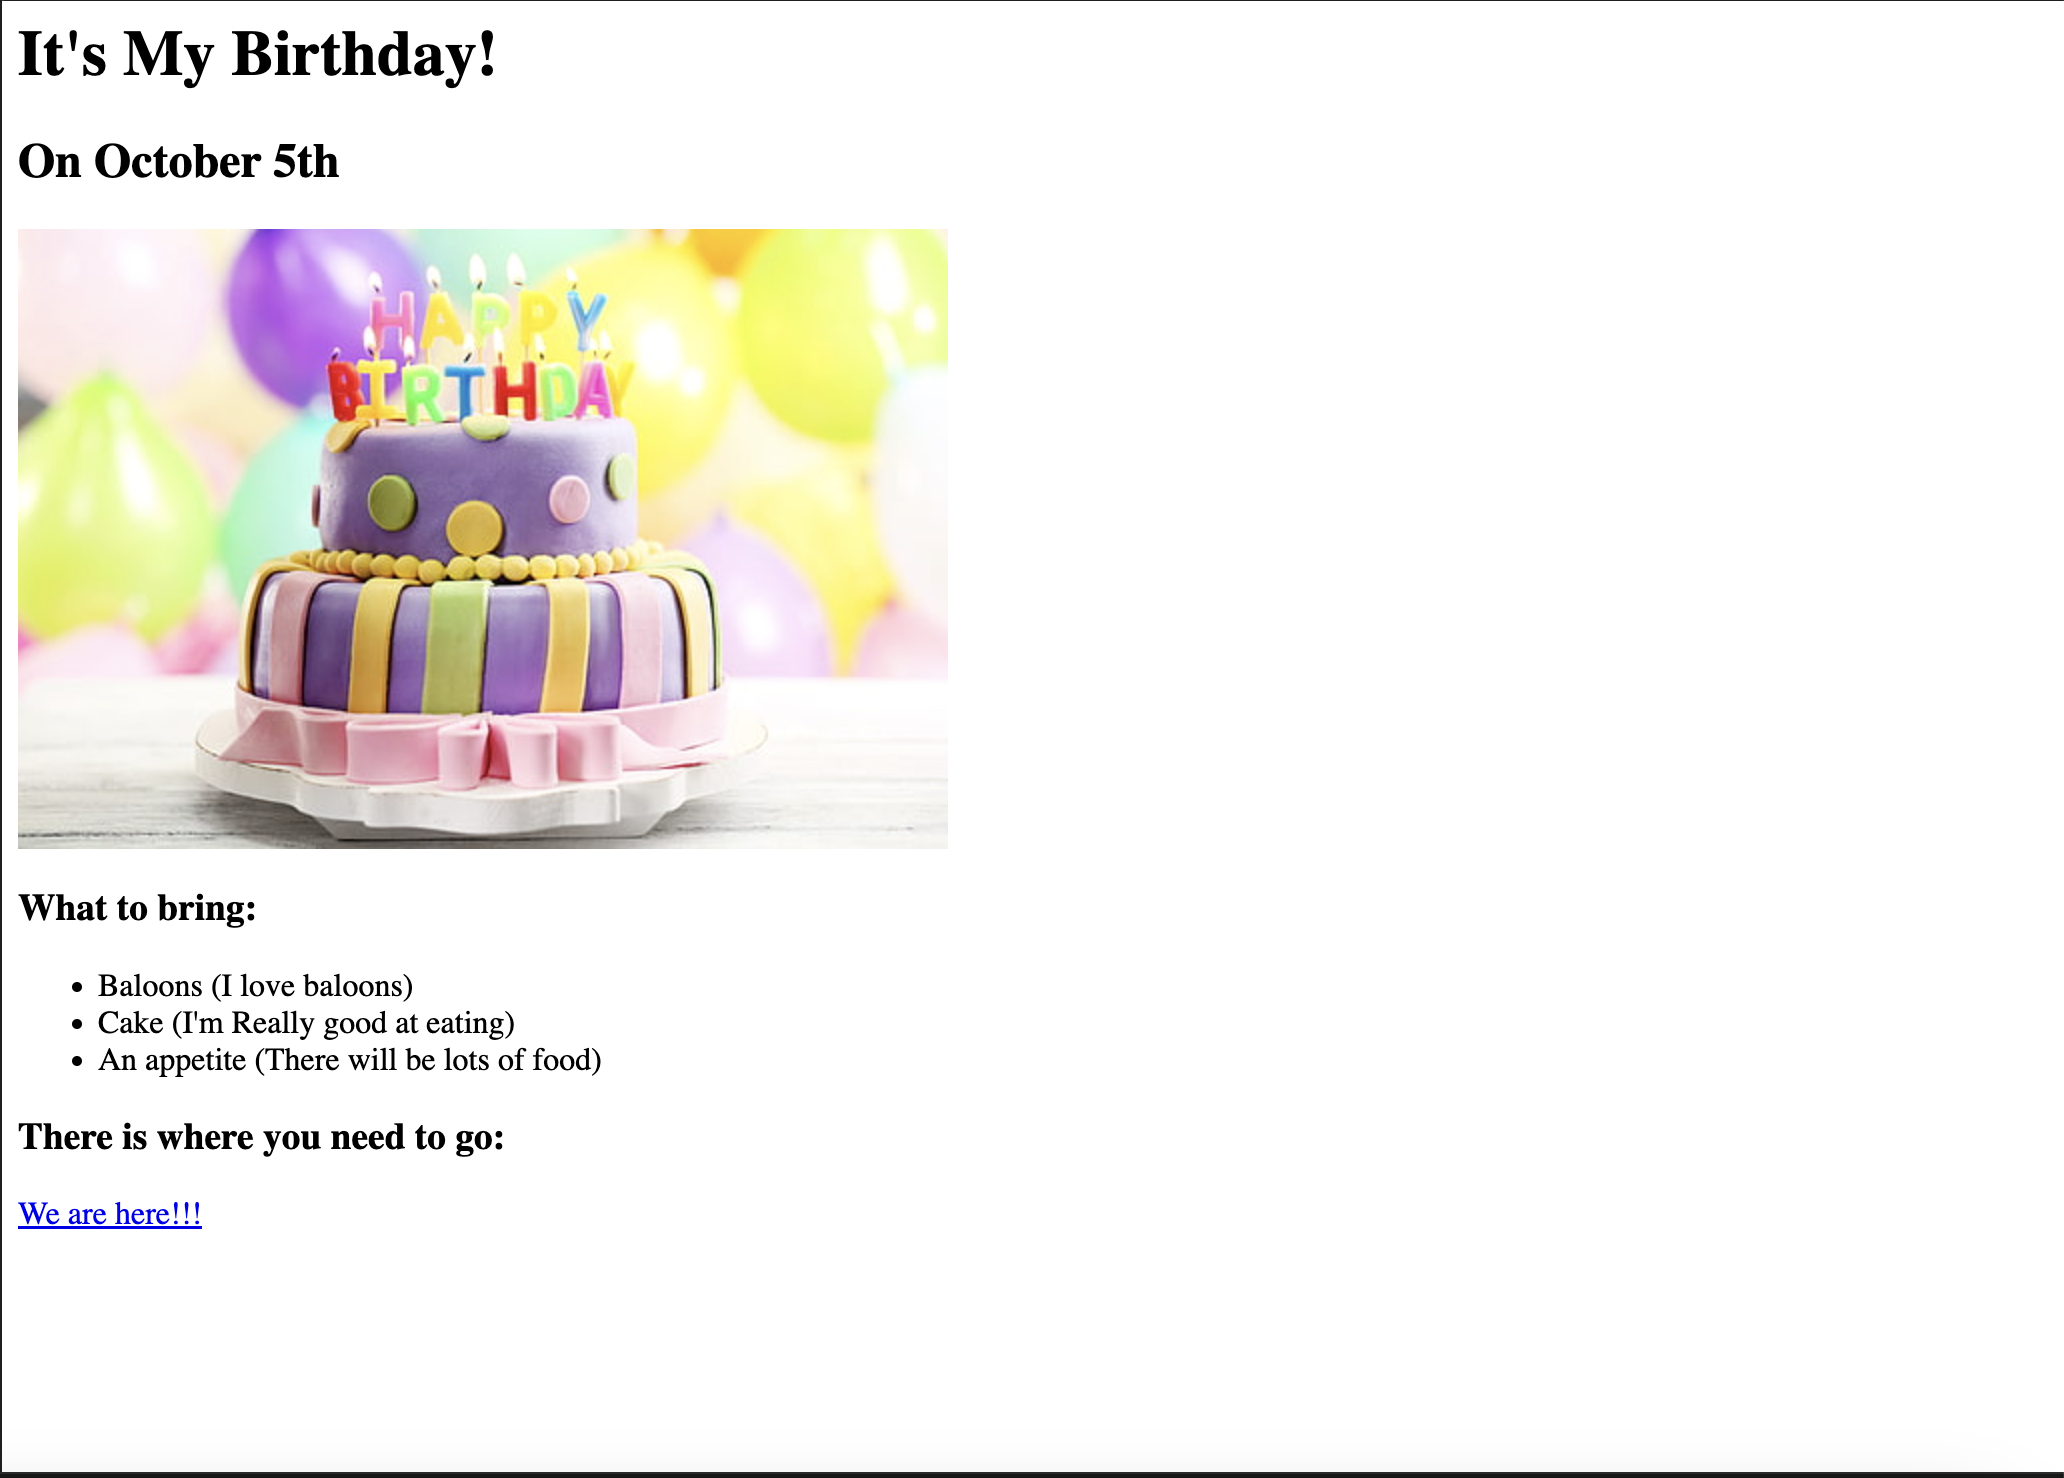 It's My Birthday!
On October 5th
HAPPY
BIRTHDAY
What to bring:
Baloons (I love baloons)
Cake (I'm Really good at eating)
An appetite (There will be lots of food)
There is where you need to go:
We are here!!!